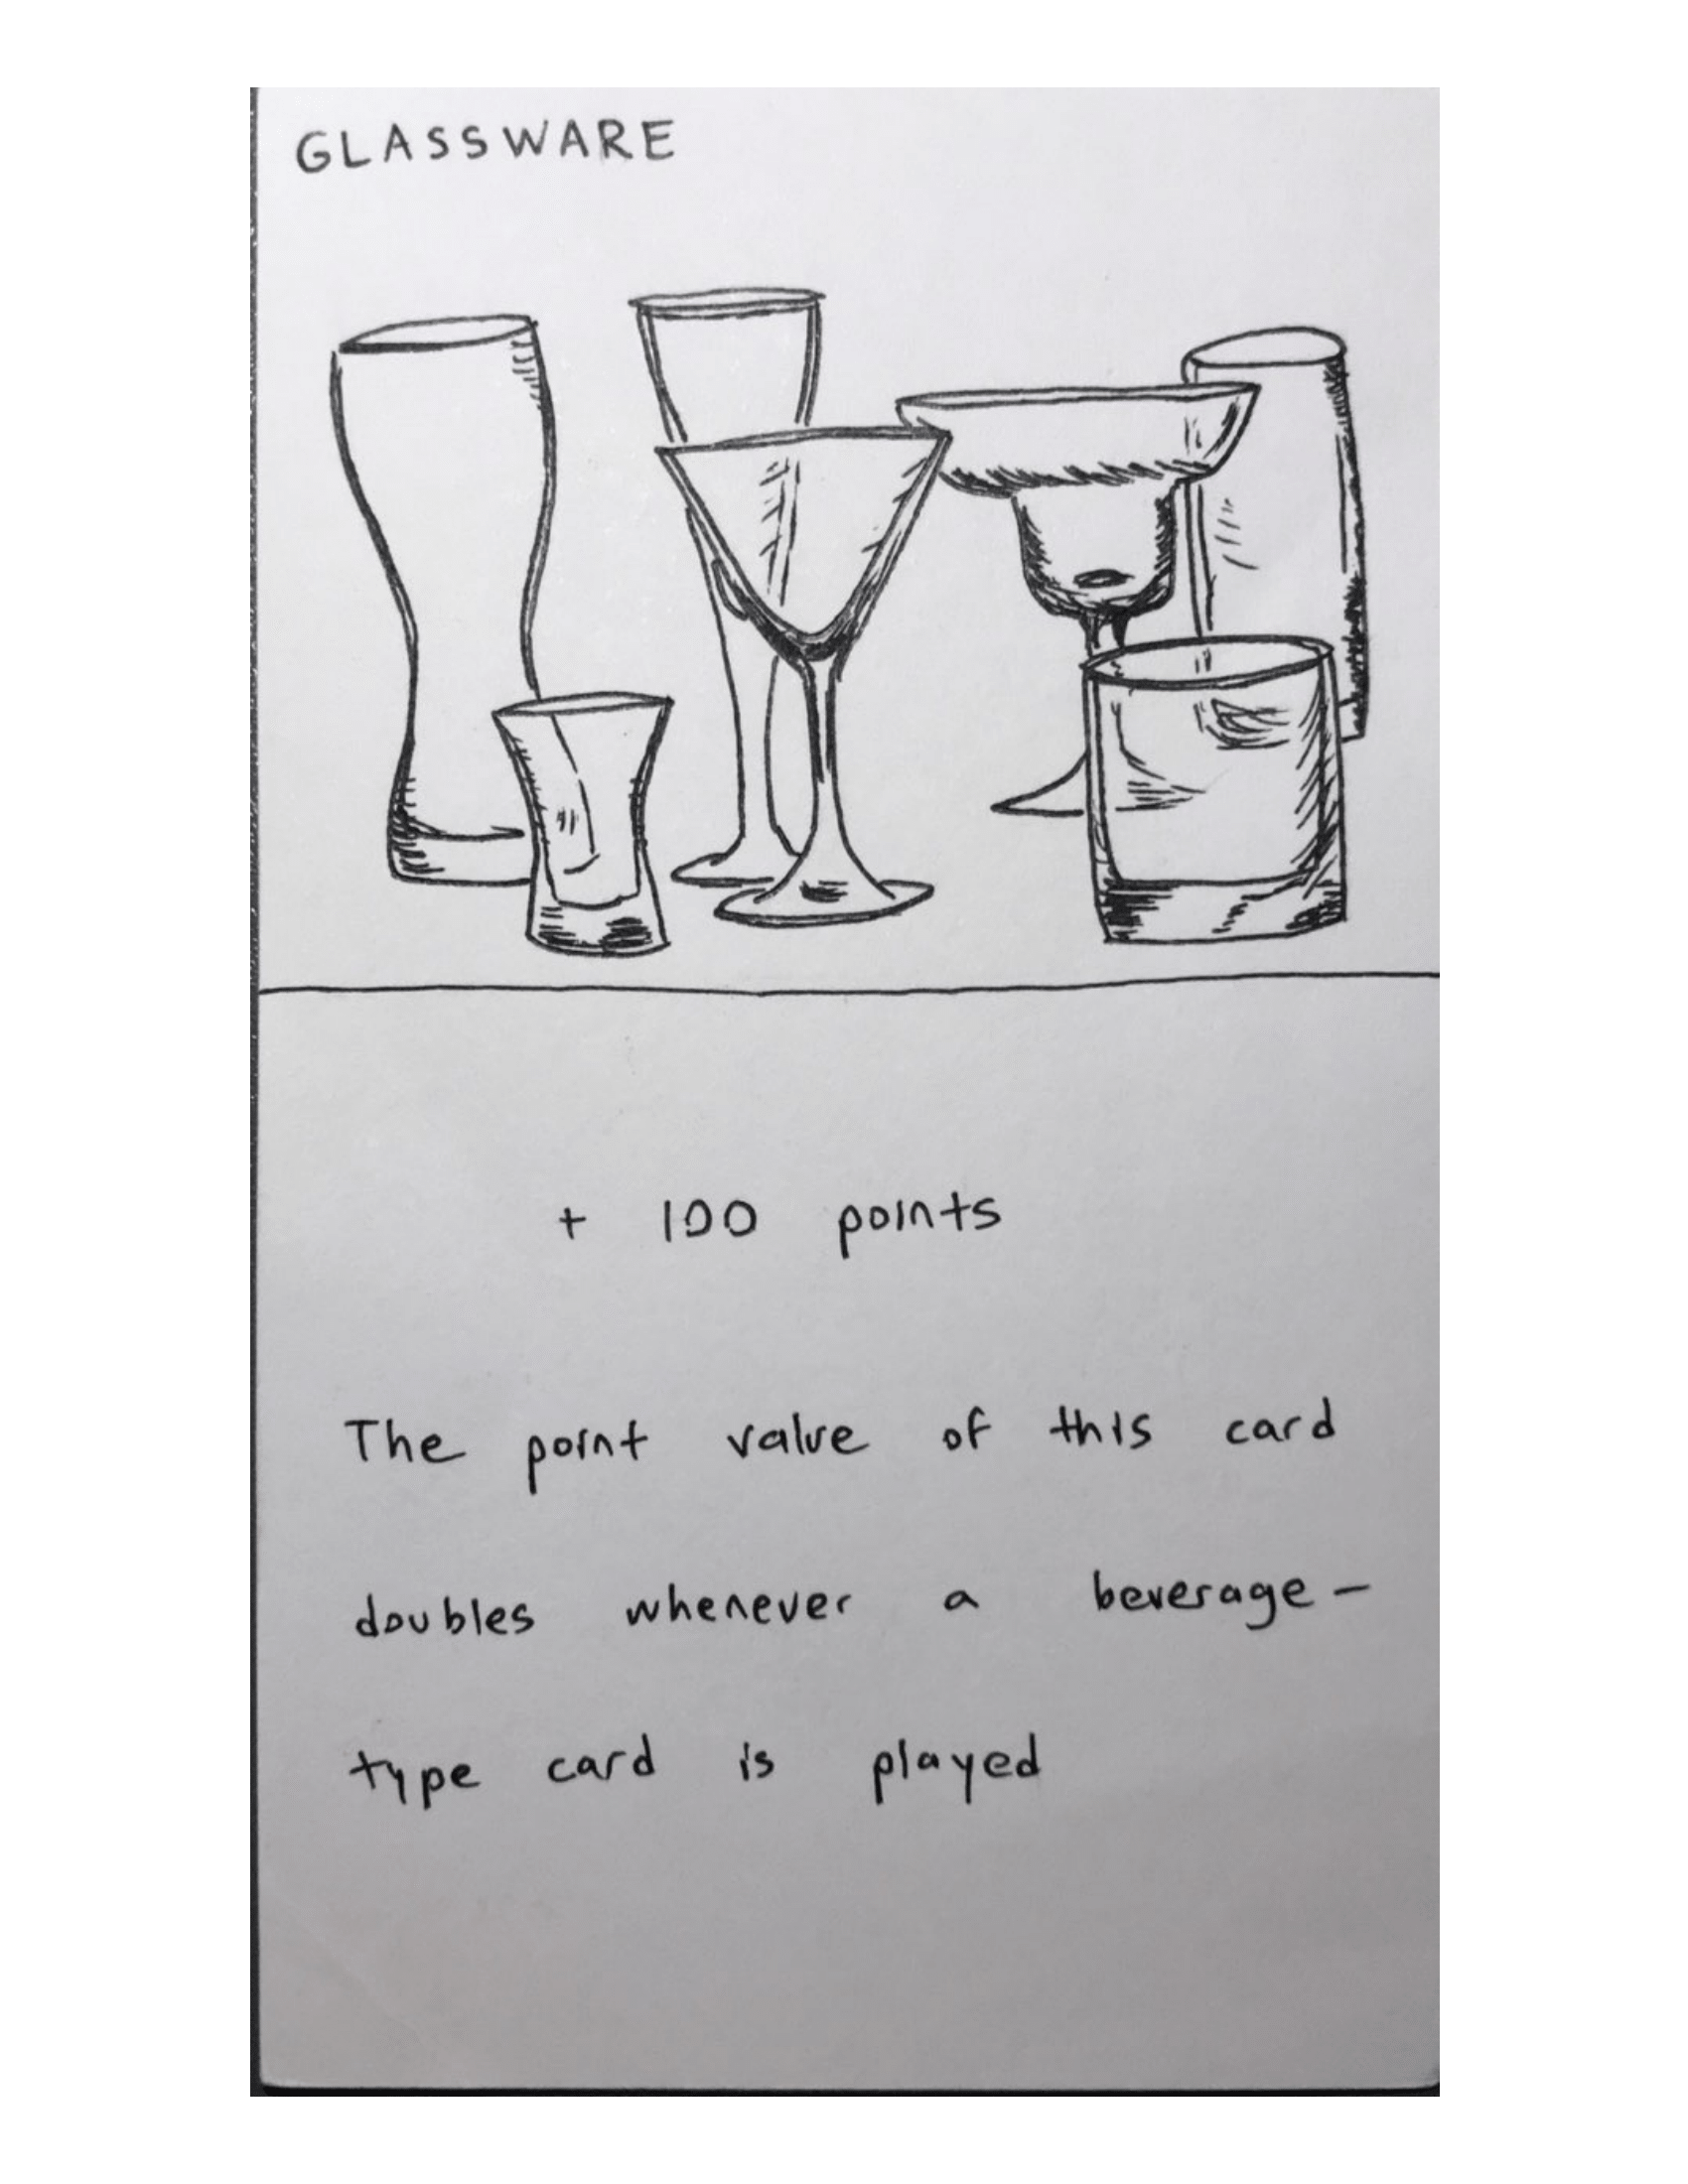 GLASSWARE
+ 100 points
The point value of this card
doubles whenever a beverage-
type card is played